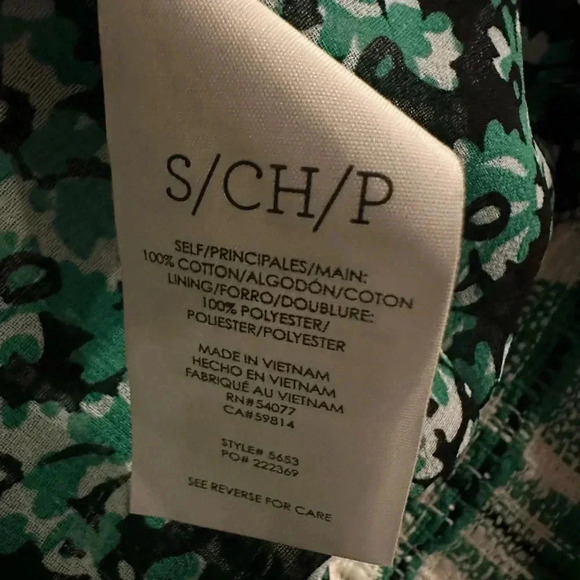 S/CH/P
SELF/PRINCIPALES/MAIN:
100% COTTON/ALGODÓN/COTON
LINING/FORRO/DOUBLURE:
100% POLYESTER/
POLIESTER/POLYESTER
MADE IN VIETNAM
HECHO EN VIETNAM
FABRIQUÉ AU VIETNAM
RN#54077
CA#59814
STYLE# 5653
PO# 222369
SEE REVERSE FOR CARE